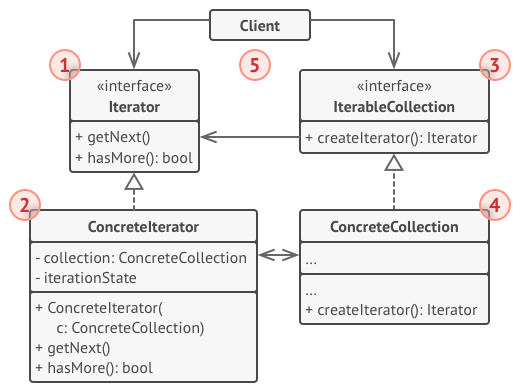 Client
1
5
3
«interface»
Iterator
+ getNext()
+ hasMore(): bool
«interface»
IterableCollection
+ createIterator(): Iterator
2
ConcreteIterator
- collection: ConcreteCollection
- iterationState
+ ConcreteIterator(
c: ConcreteCollection)
+ getNext()
+ hasMore(): bool
4
ConcreteCollection
...
...
+ createIterator(): Iterator